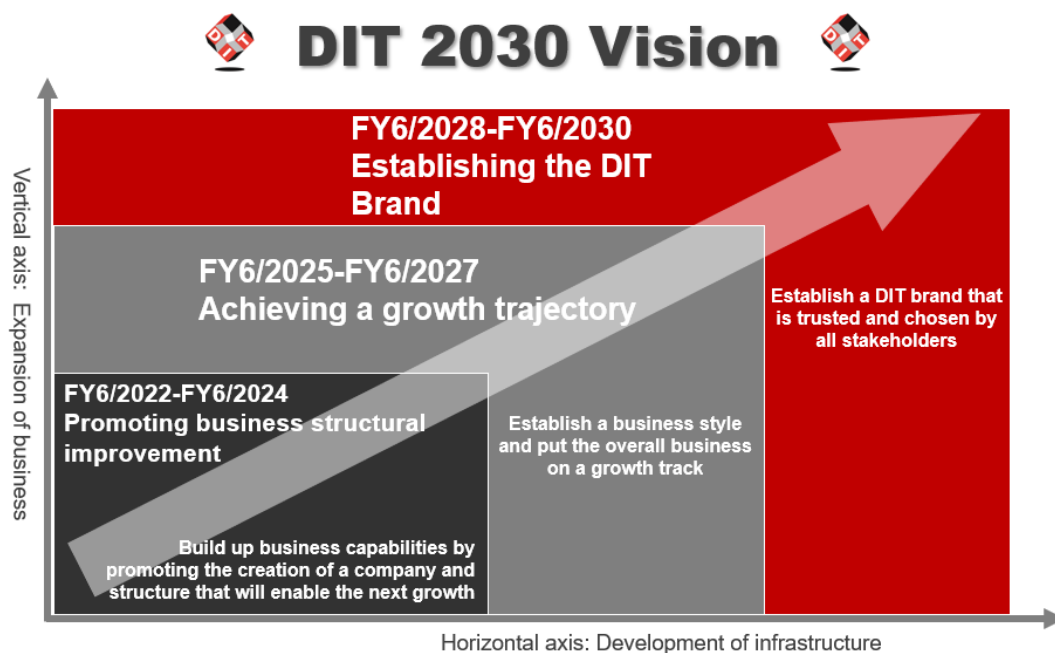 DIT 2030 Vision
D I T
D I T
FY6/2028-FY6/2030
Establishing the DIT
Brand
FY6/2025-FY6/2027
Achieving a growth trajectory
Establish a DIT brand that
is trusted and chosen by
all stakeholders
FY6/2022-FY6/2024
Promoting business structural
improvement
Establish a business style
and put the overall business
on a growth track
Build up business capabilities by
promoting the creation of a company and
structure that will enable the next growth
Vertical axis: Expansion of business
Horizontal axis: Development of infrastructure